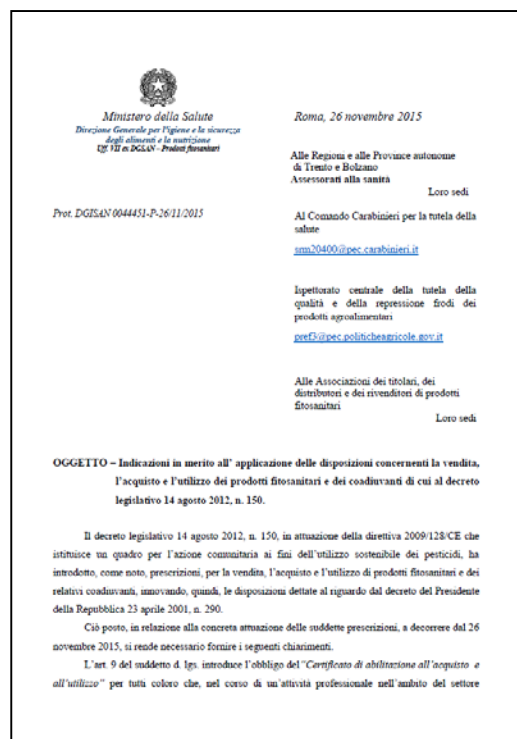 Ministero della Salute
Direzione Generale per l'igiene e la sicurezza
degli alimenti e la nutrizione
Uff. VII ex DGSAN – Prodotti fitosanitari
Roma, 26 novembre 2015
Alle Regioni e alle Province autonome
di Trento e Bolzano
Assessorati alla sanità
Loro sedi
Prot. DGISAN 0044451-P-26/11/2015
Al Comando Carabinieri per la tutela della
salute
srm20400@pec.carabinieri.it
Ispettorato centrale della tutela della
qualità e della repressione frodi dei
prodotti agroalimentari
pref3@pec.politicheagricole.gov.it
Alle Associazioni dei titolari, dei
distributori e dei rivenditori di prodotti
fitosanitari
Loro sedi
OGGETTO – Indicazioni in merito all' applicazione delle disposizioni concernenti la vendita,
l'acquisto e l'utilizzo dei prodotti fitosanitari e dei coadiuvanti di cui al decreto
legislativo 14 agosto 2012, n. 150.
Il decreto legislativo 14 agosto 2012, n. 150, in attuazione della direttiva 2009/128/CE che
istituisce un quadro per l'azione comunitaria ai fini dell'utilizzo sostenibile dei pesticidi, ha
introdotto, come noto, prescrizioni, per la vendita, l'acquisto e l'utilizzo di prodotti fitosanitari e dei
relativi coadiuvanti, innovando, quindi, le disposizioni dettate al riguardo dal decreto del Presidente
della Repubblica 23 aprile 2001, n. 290.
Ciò posto, in relazione alla concreta attuazione delle suddette prescrizioni, a decorrere dal 26
novembre 2015, si rende necessario fornire i seguenti chiarimenti.
L'art. 9 del suddetto d. lgs. introduce l'obbligo del "Certificato di abilitazione all'acquisto e
all'utilizzo" per tutti coloro che, nel corso di un'attività professionale nell'ambito del settore